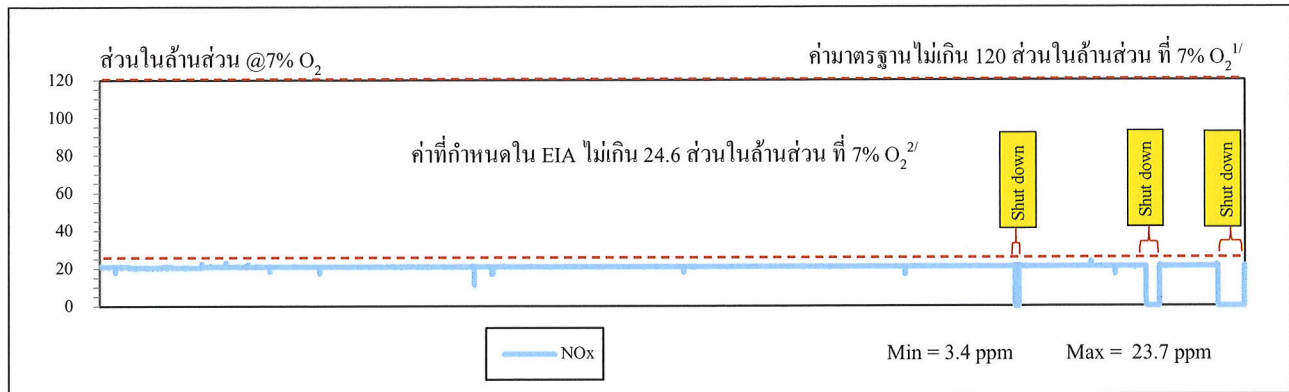 ส่วนในล้านส่วน @7% O2
ค่ามาตรฐานไม่เกิน 120 ส่วนในล้านส่วน ที่ 7% O2 1/
120
100
80
60
40
20
0
ค่าที่กำหนดใน EIA ไม่เกิน 24.6 ส่วนในล้านส่วน ที่ 7% O2 2/
Shut down
Shut down
Shut down
NOx
Min = 3.4 ppm
Max = 23.7 ppm